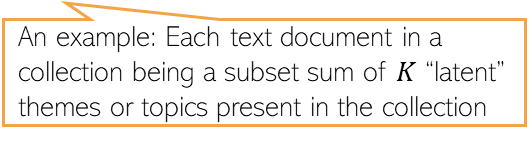 An example: Each text document in a
collection being a subset sum of K “latent”
themes or topics present in the collection